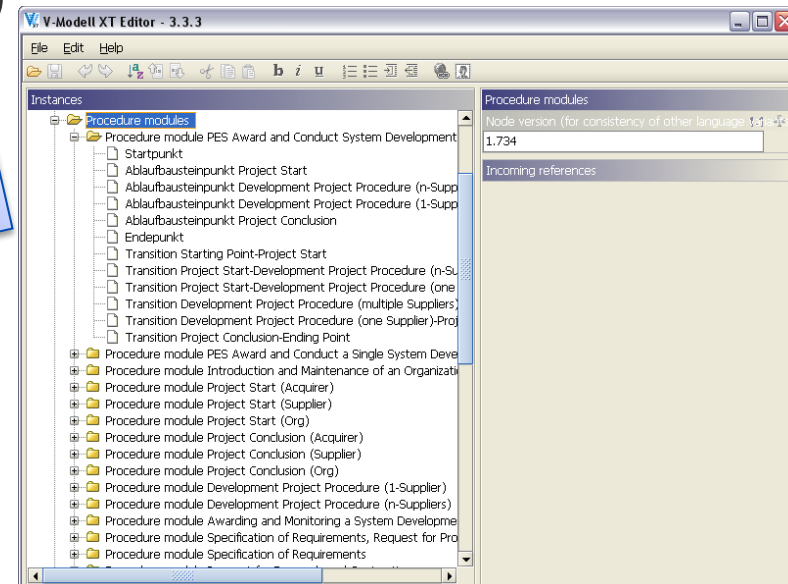 V-Modell XT Editor - 3.3.3
File Edit Help
b i u
Instances
Procedure modules
Procedure module PES Award and Conduct System Development
Startpunkt
Ablaufbausteinpunkt Project Start
Ablaufbausteinpunkt Development Project Procedure (n-Supp
Ablaufbausteinpunkt Development Project Procedure (1-Supp
Ablaufbausteinpunkt Project Conclusion
Endepunkt
Transition Starting Point-Project Start
Transition Project Start-Development Project Procedure (n-Su
Transition Project Start-Development Project Procedure (one
Transition Development Project Procedure (multiple Suppliers)
Transition Development Project Procedure (one Supplier)-Proj
Transition Project Conclusion-Ending Point
Procedure module PES Award and Conduct a Single System Deve
Procedure module Introduction and Maintenance of an Organizati
Procedure module Project Start (Acquirer)
Procedure module Project Start (Supplier)
Procedure module Project Start (Org)
Procedure module Project Conclusion (Acquirer)
Procedure module Project Conclusion (Supplier)
Procedure module Project Conclusion (Org)
Procedure module Development Project Procedure (1-Supplier)
Procedure module Development Project Procedure (n-Suppliers)
Procedure module Awarding and Monitoring a System Developme
Procedure module Specification of Requirements, Request for Pro
Procedure module Specification of Requirements
Procedure modules
Node version (for consistency of other language
1.734
Incoming references